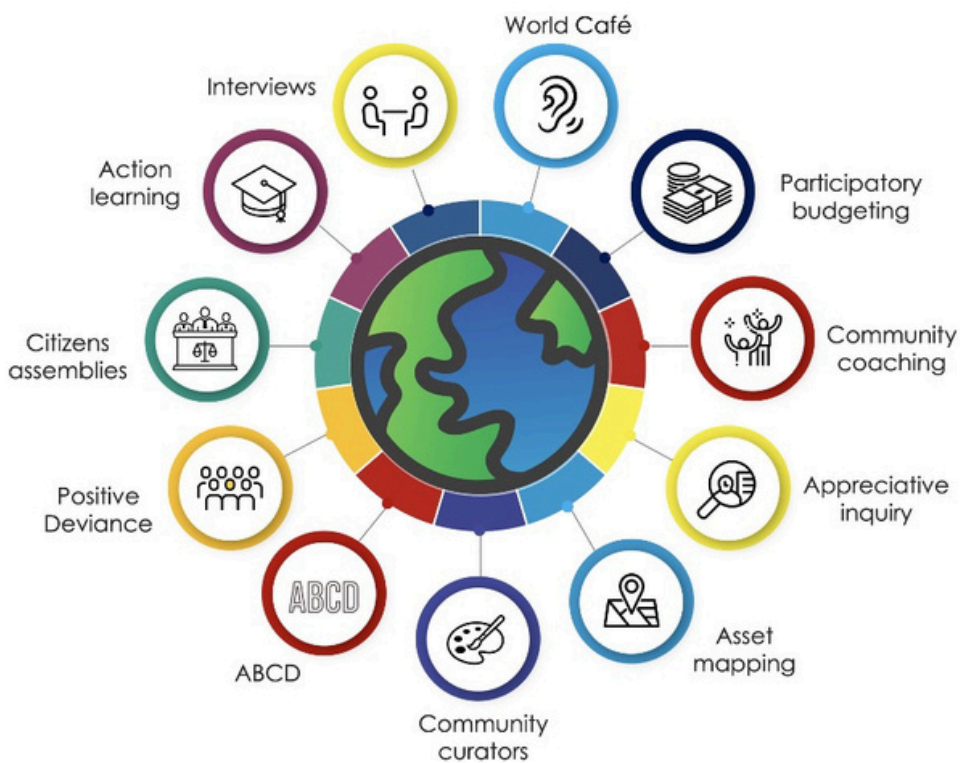 World Café
Interviews
Action
learning
Participatory
budgeting
Citizens
assemblies
Community
coaching
Positive
Deviance
Appreciative
inquiry
ABCD
ABCD
Asset
mapping
Community
curators